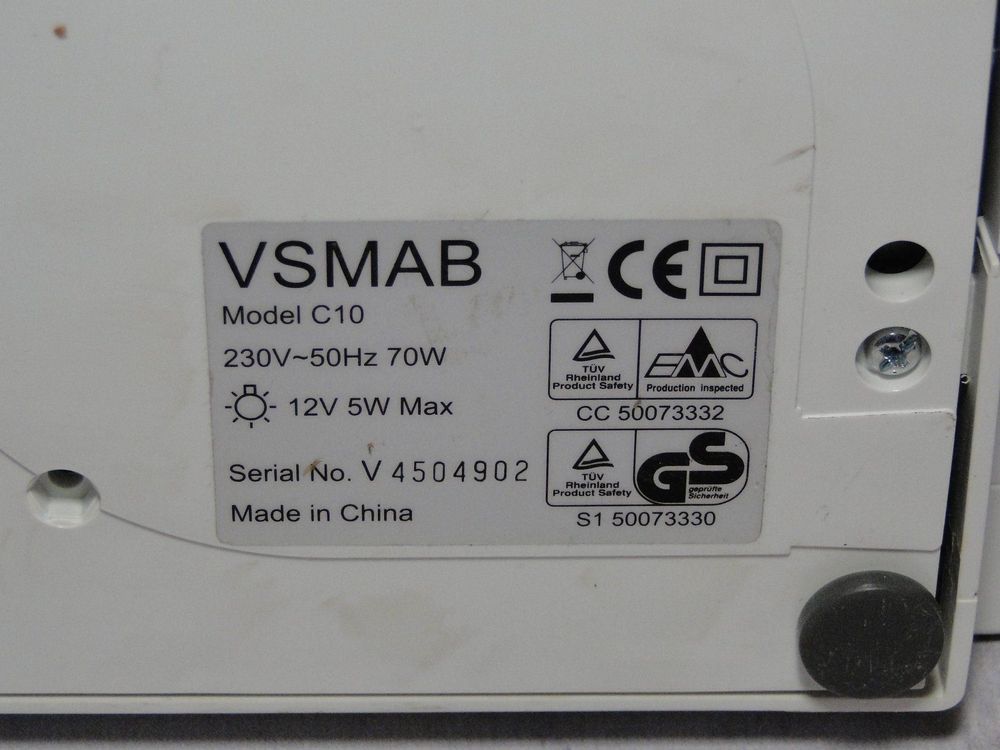 VSMAB
Model C10
230V~50Hz 70W
12V 5W Max
Serial No. V 4504902
Made in China
CE
TÜV
Rheinland
Product Safety
EMC
Production inspected
CC 50073332
TÜV
Rheinland
Product Safety
GS
geprüfte
Sicherheit
S1 50073330